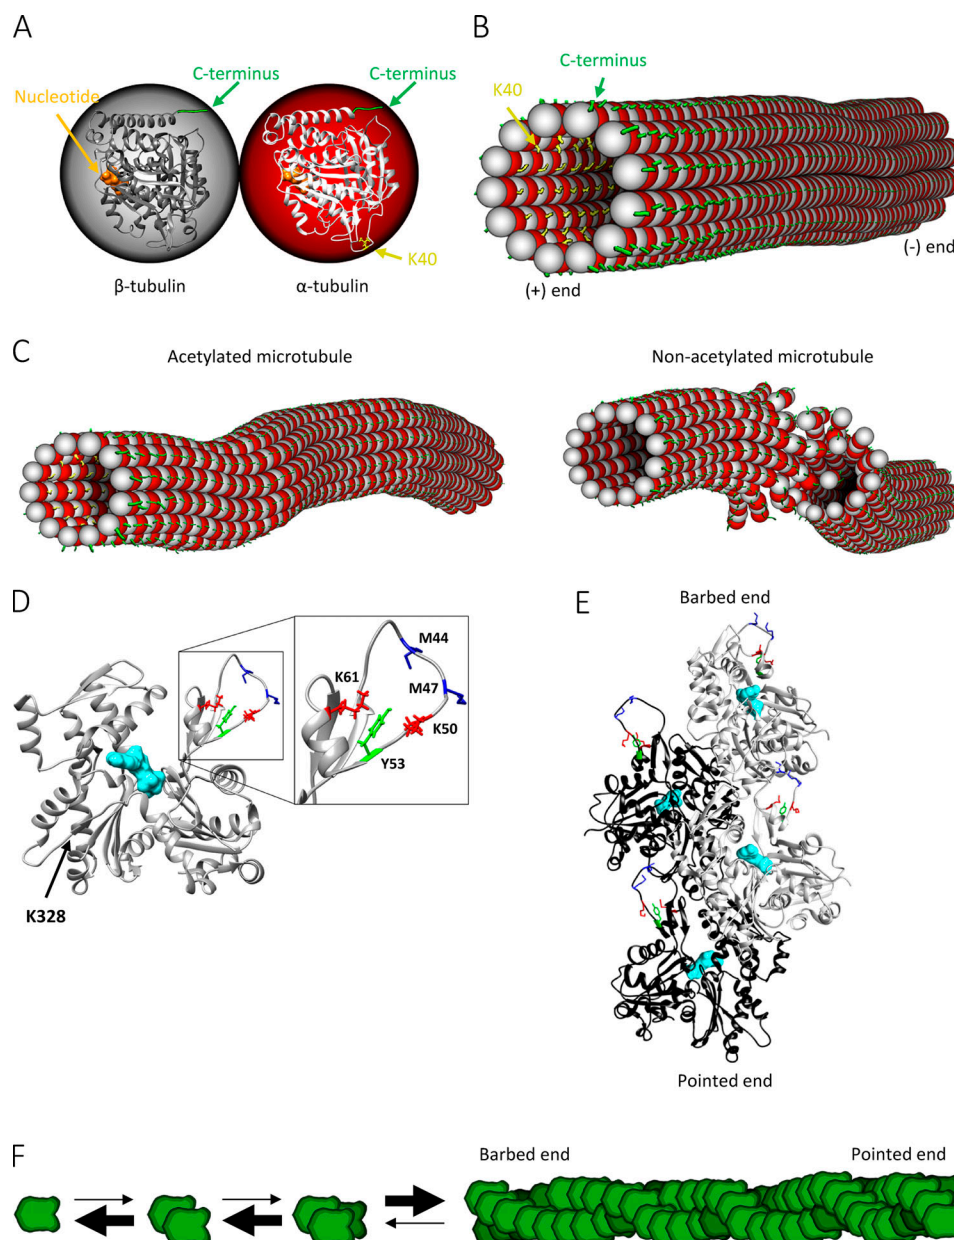 A
C-terminus
C-terminus
Nucleotide
K40
β-tubulin
α-tubulin
B
C-terminus
K40
(-) end
(+) end
C
Acetylated microtubule
Non-acetylated microtubule
D
M44
K61
M47
K50
Y53
K328
E
Barbed end
Pointed end
F
Barbed end
Pointed end